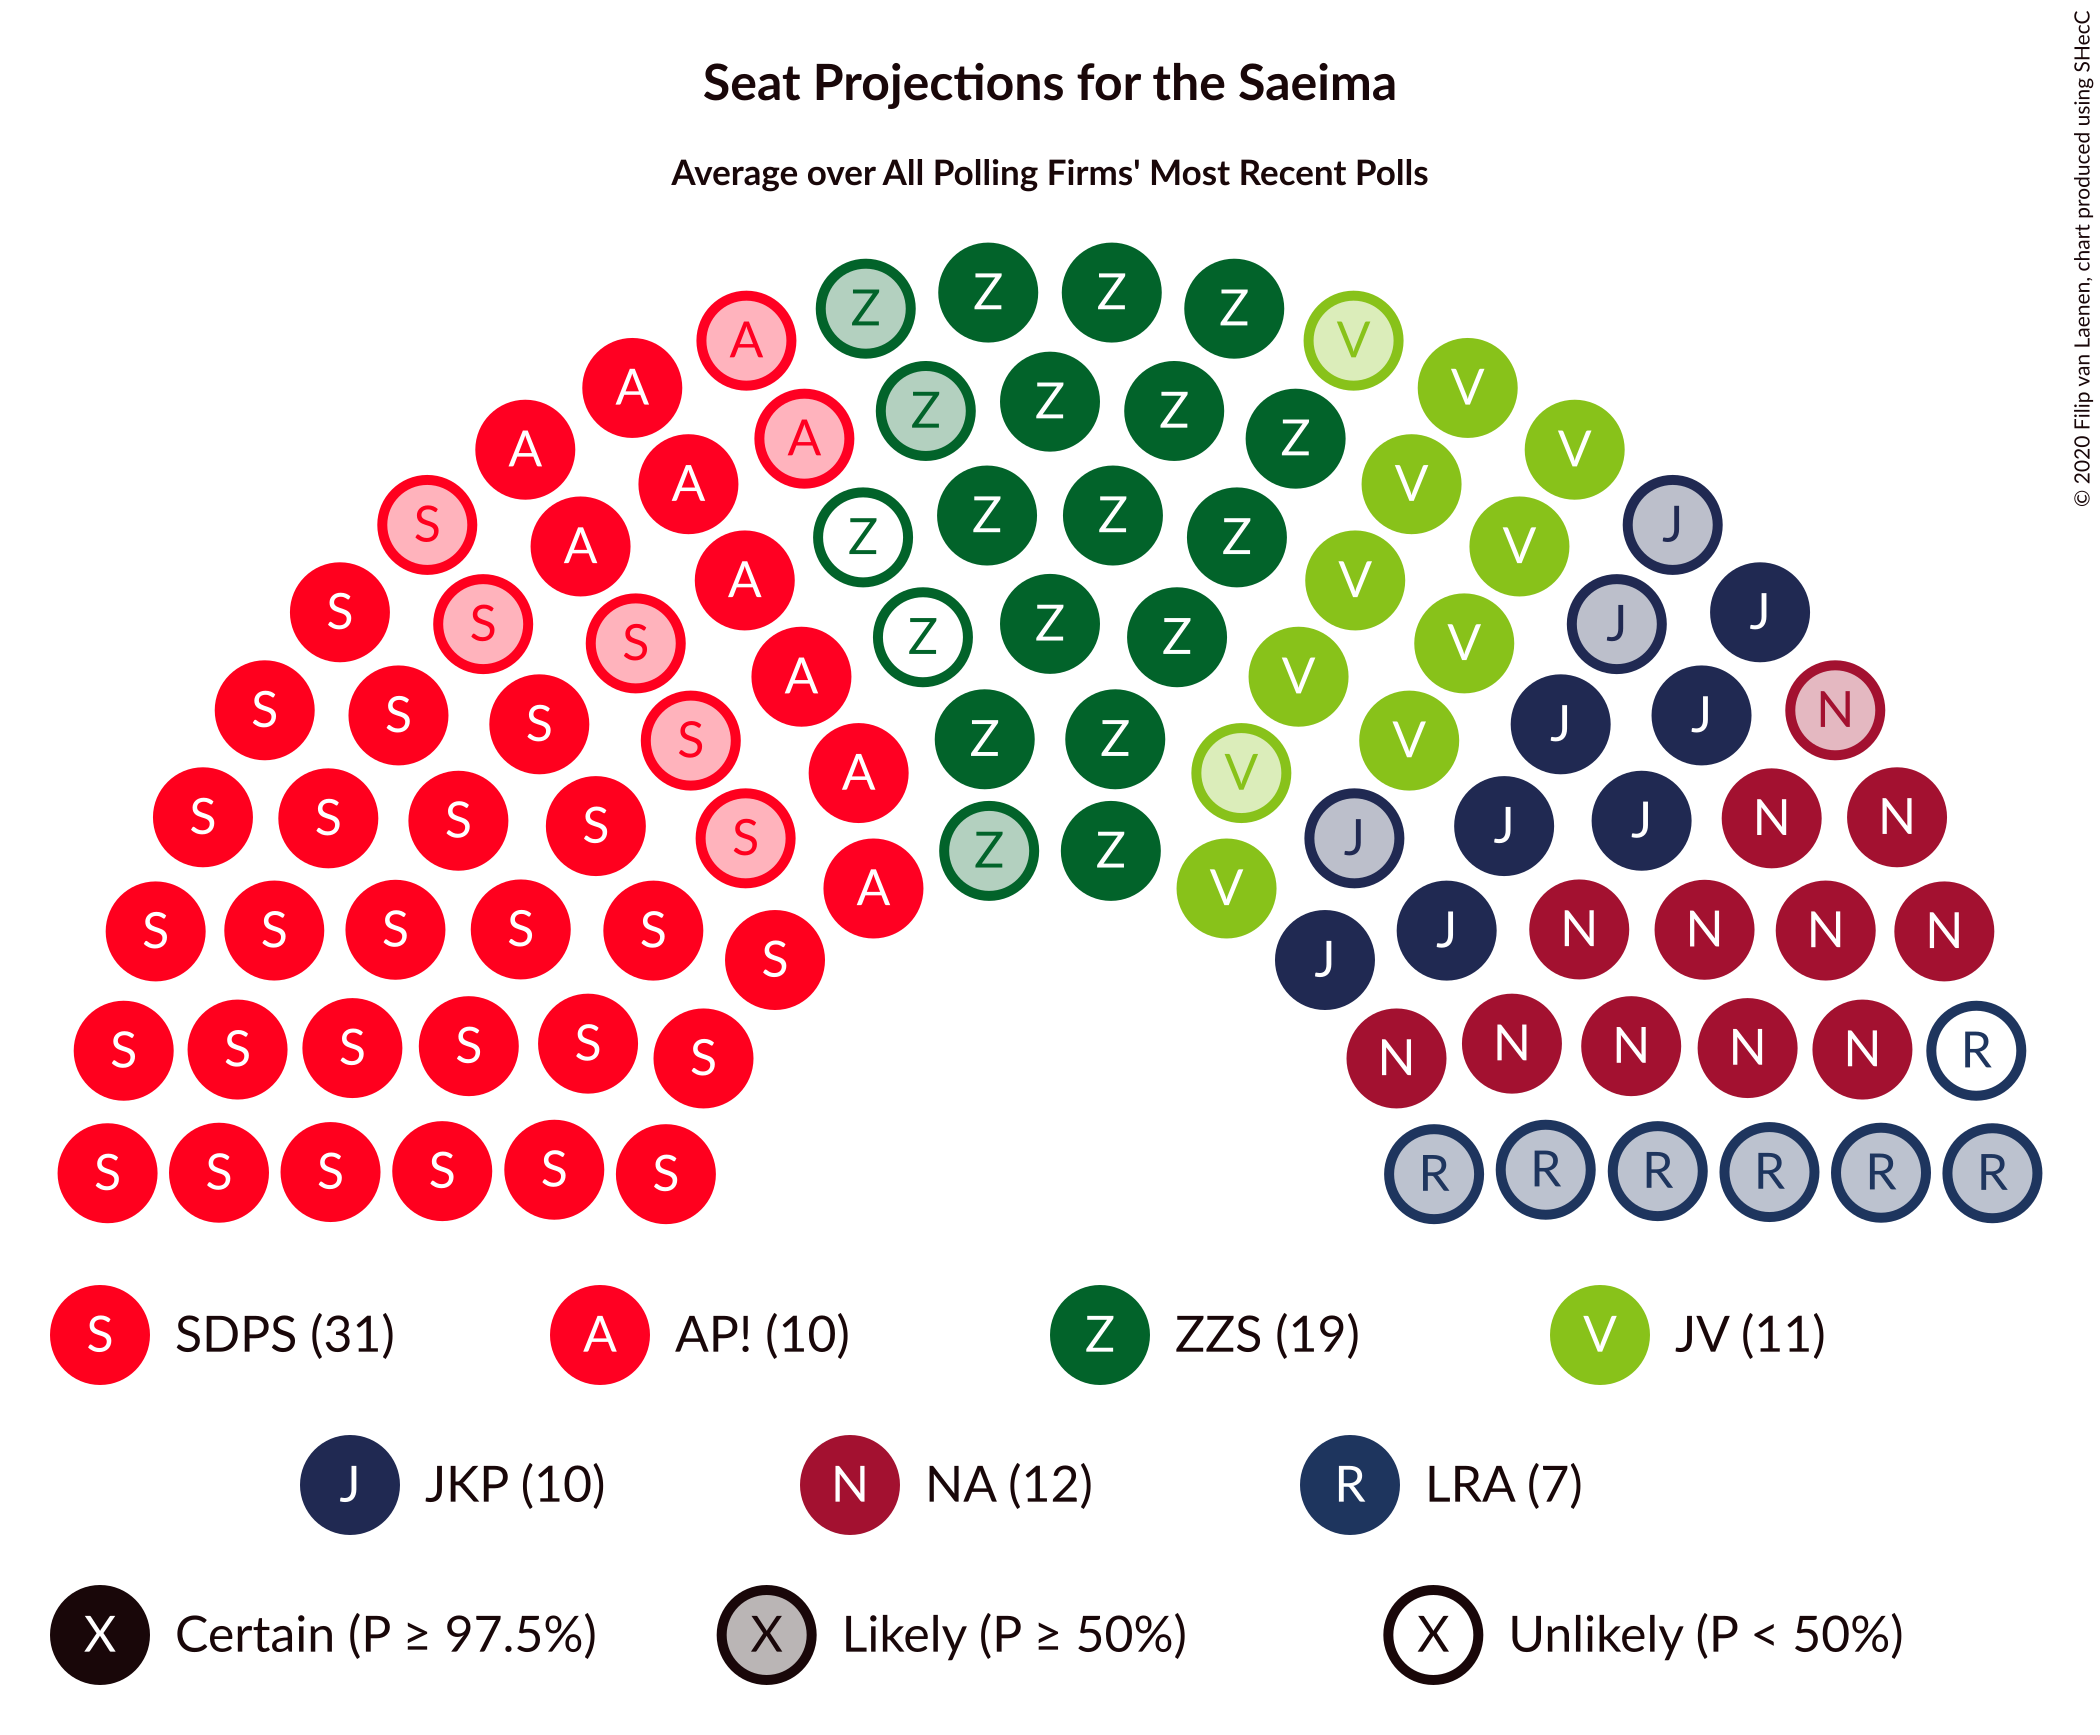 Seat Projections for the Saeima
Average over All Polling Firms' Most Recent Polls
© 2020 Filip van Laenen, chart produced using SHecC
Z Z Z Z
A Z Z Z Z V
A A Z Z Z Z V V
A A Z Z Z Z V V
S A A Z Z Z V V J
S S S A Z Z V V J J
S S S S A Z Z V V J J N
S S S S S A Z Z V J J J N N
S S S S S S J J N N N N
S S S S S S N N N N N R
S S S S S S R R R R R R
S SDPS (31) A AP! (10) Z ZZS (19) V JV (11)
J JKP (10) N NA (12) R LRA (7)
X Certain (P ≥ 97.5%) X Likely (P ≥ 50%) X Unlikely (P < 50%)